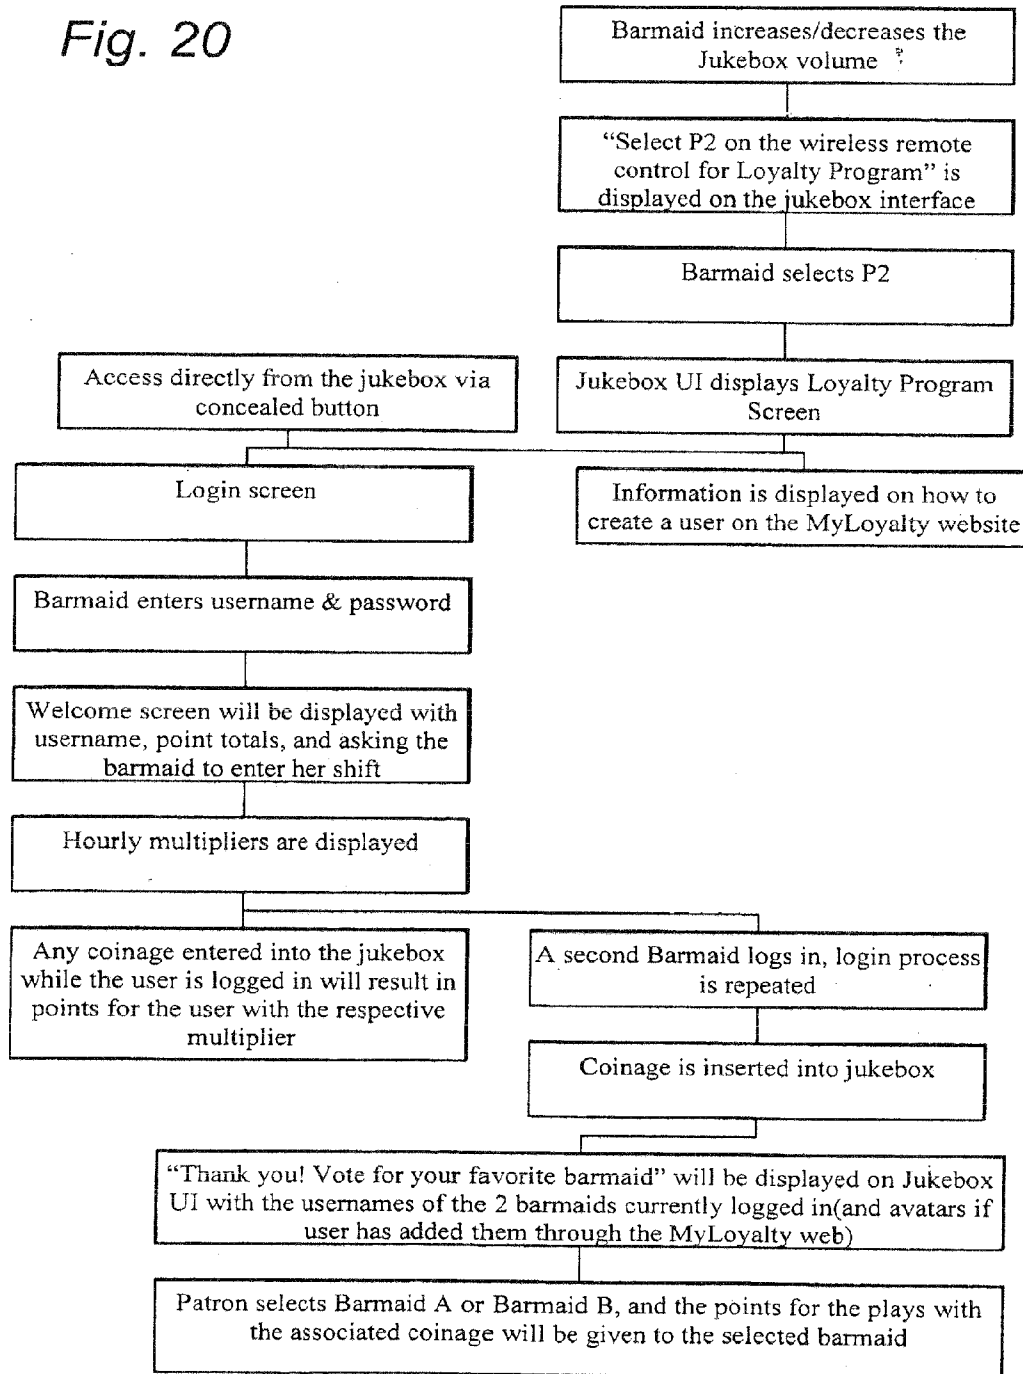 Fig. 20
Barmaid increases/decreases the
Jukebox volume
“Select P2 on the wireless remote
control for Loyalty Program” is
displayed on the jukebox interface
Barmaid selects P2
Access directly from the jukebox via
concealed button
Jukebox UI displays Loyalty Program
Screen
Login screen
Information is displayed on how to
create a user on the MyLoyalty website
Barmaid enters username & password
Welcome screen will be displayed with
username, point totals, and asking the
barmaid to enter her shift
Hourly multipliers are displayed
Any coinage entered into the jukebox
while the user is logged in will result in
points for the user with the respective
multiplier
A second Barmaid logs in, login process
is repeated
Coinage is inserted into jukebox
“Thank you! Vote for your favorite barmaid” will be displayed on Jukebox
UI with the usernames of the 2 barmaids currently logged in(and avatars if
user has added them through the MyLoyalty web)
Patron selects Barmaid A or Barmaid B, and the points for the plays with
the associated coinage will be given to the selected barmaid